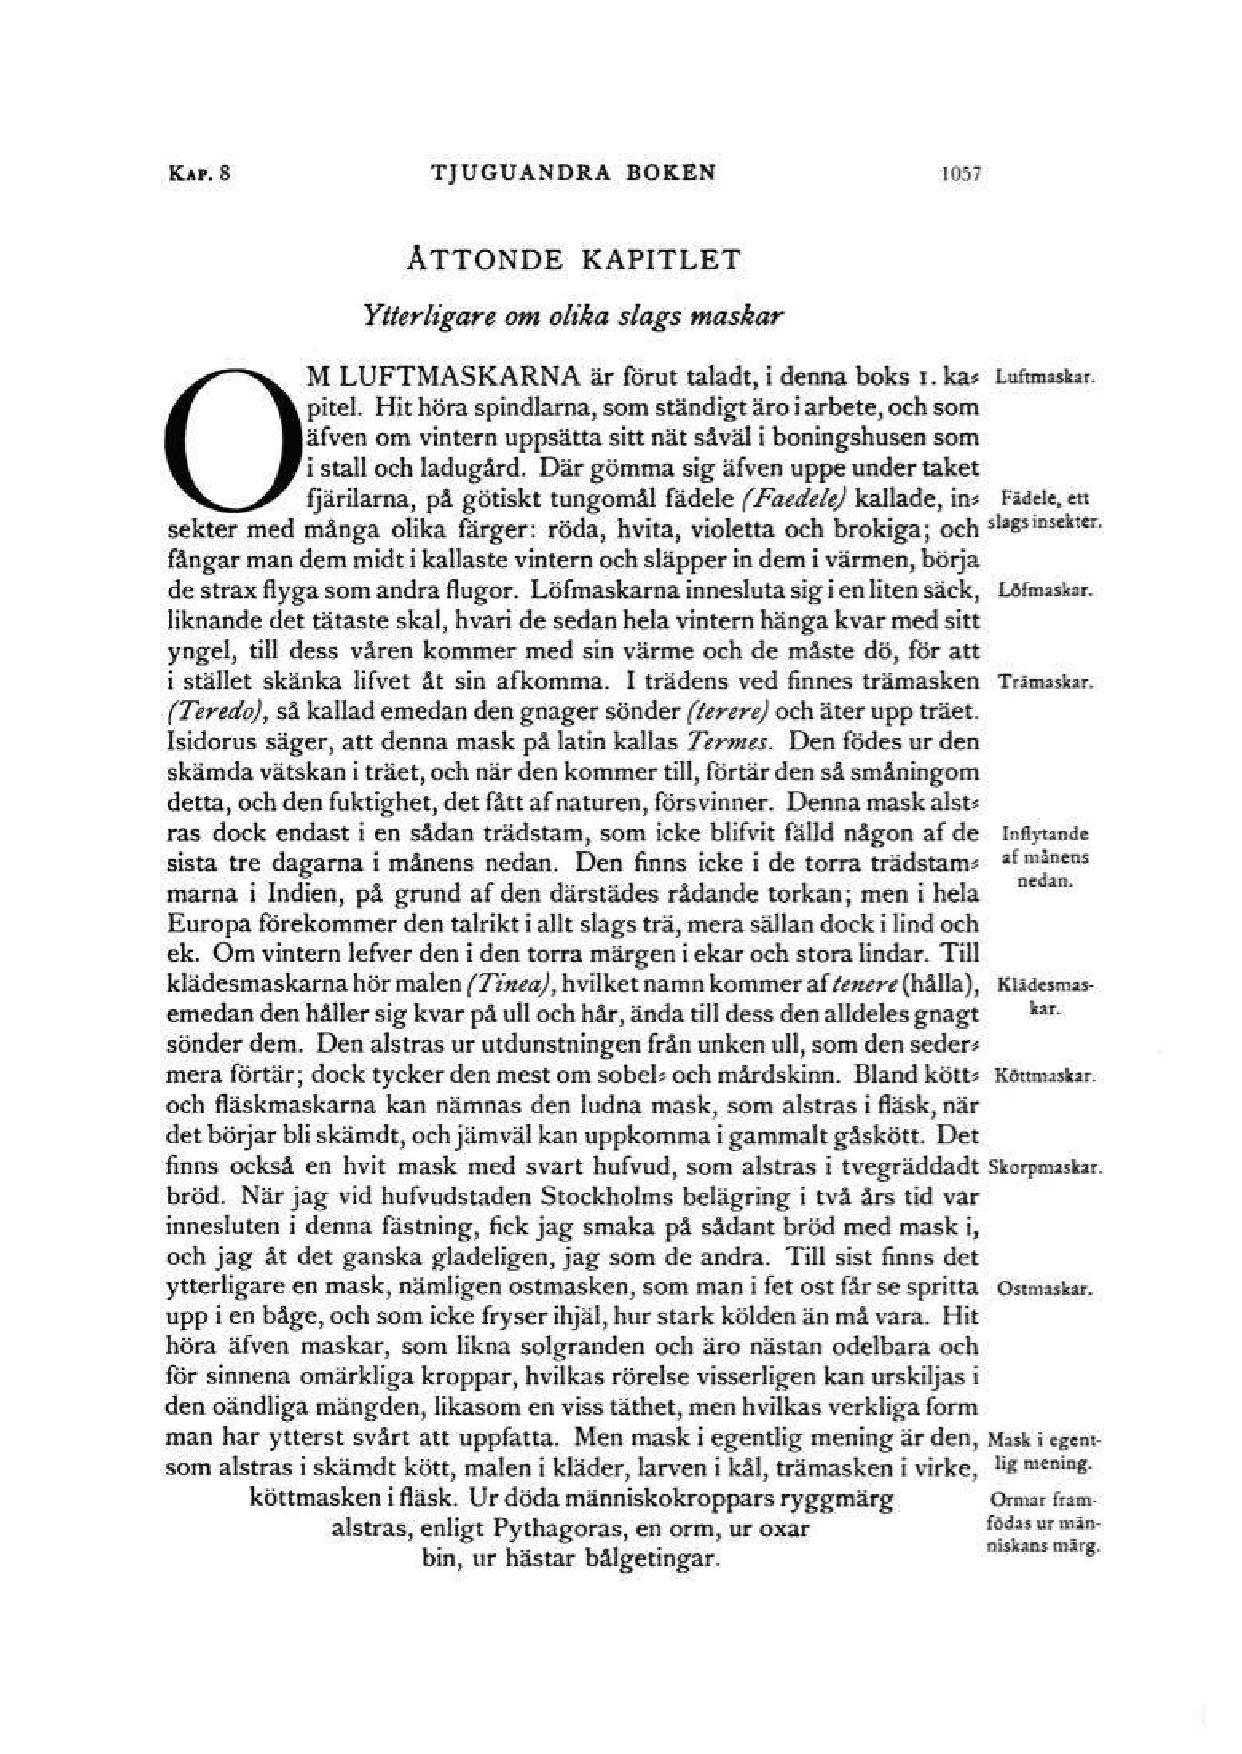 KAP. 8 TJUGUANDRA BOKEN 1057
ÅTTONDE KAPITLET
Ytterligare om olika slags maskar
OM LUFTMASKARNA är förut taladt, i denna boks 1. ka⸗ Luftmaskar.
pitel. Hit höra spindlarna, som ständigt äro i arbete, och som
äfven om vintern uppsätta sitt nät såväl i boningshusen som
i stall och ladugård. Där gömma sig äfven uppe under taket
fjärilarna, på götiskt tungomål fädele (Faedele) kallade, in⸗ Fädele, ett
sekter med många olika färger: röda, hvita, violetta och brokiga; och slags insekter.
fångar man dem midt i kallaste vintern och släpper in dem i värmen, börja
de strax flyga som andra flugor. Löfmaskarna innesluta sig i en liten säck, Löfmaskar.
liknande det tätaste skal, hvari de sedan hela vintern hänga kvar med sitt
yngel, till dess våren kommer med sin värme och de måste dö, för att
i stället skänka lifvet åt sin afkomma. I trädens ved finnes trämasken Trämaskar.
(Teredo), så kallad emedan den gnager sönder (terere) och äter upp träet.
Isidorus säger, att denna mask på latin kallas Termes. Den födes ur den
skämda vätskan i träet, och när den kommer till, förtär den så småningom
detta, och den fuktighet, det fått af naturen, försvinner. Denna mask alst⸗
ras dock endast i en sådan trädstam, som icke blifvit fälld någon af de Inflytande
sista tre dagarna i månens nedan. Den finns icke i de torra trädstam⸗ af månens
marna i Indien, på grund af den därstädes rådande torkan; men i hela nedan.
Europa förekommer den talrikt i allt slags trä, mera sällan dock i lind och
ek. Om vintern lefver den i den torra märgen i ekar och stora lindar. Till
klädesmaskarna hör malen (Tinea), hvilket namn kommer af tenere (hålla), Klädesmas-
emedan den håller sig kvar på ull och hår, ända till dess den alldeles gnagt kar.
sönder dem. Den alstras ur utdunstningen från unken ull, som den seder⸗
mera förtär; dock tycker den mest om sobel⸗ och mårdskinn. Bland kött⸗ Köttmaskar.
och fläskmaskarna kan nämnas den ludna mask, som alstras i fläsk, när
det börjar bli skämdt, och jämväl kan uppkomma i gammalt gåskött. Det
finns också en hvit mask med svart hufvud, som alstras i tvegräddadt Skorpmaskar.
bröd. När jag vid hufvudstaden Stockholms belägring i två års tid var
innesluten i denna fästning, fick jag smaka på sådant bröd med mask i,
och jag åt det ganska gladeligen, jag som de andra. Till sist finns det
ytterligare en mask, nämligen ostmasken, som man i fet ost får se spritta Ostmaskar.
upp i en båge, och som icke fryser ihjäl, hur stark kölden än må vara. Hit
höra äfven maskar, som likna solgranden och äro nästan odelbara och
för sinnena omärkliga kroppar, hvilkas rörelse visserligen kan urskiljas i
den oändliga mängden, likasom en viss täthet, men hvilkas verkliga form
man har ytterst svårt att uppfatta. Men mask i egentlig mening är den, Mask i egent-
som alstras i skämdt kött, malen i kläder, larven i kål, trämasken i virke, lig mening.
köttmasken i fläsk. Ur döda människokroppars ryggmärg Ormar fram-
alstras, enligt Pythagoras, en orm, ur oxar födas ur män-
bin, ur hästar bålgetingar. niskans märg.